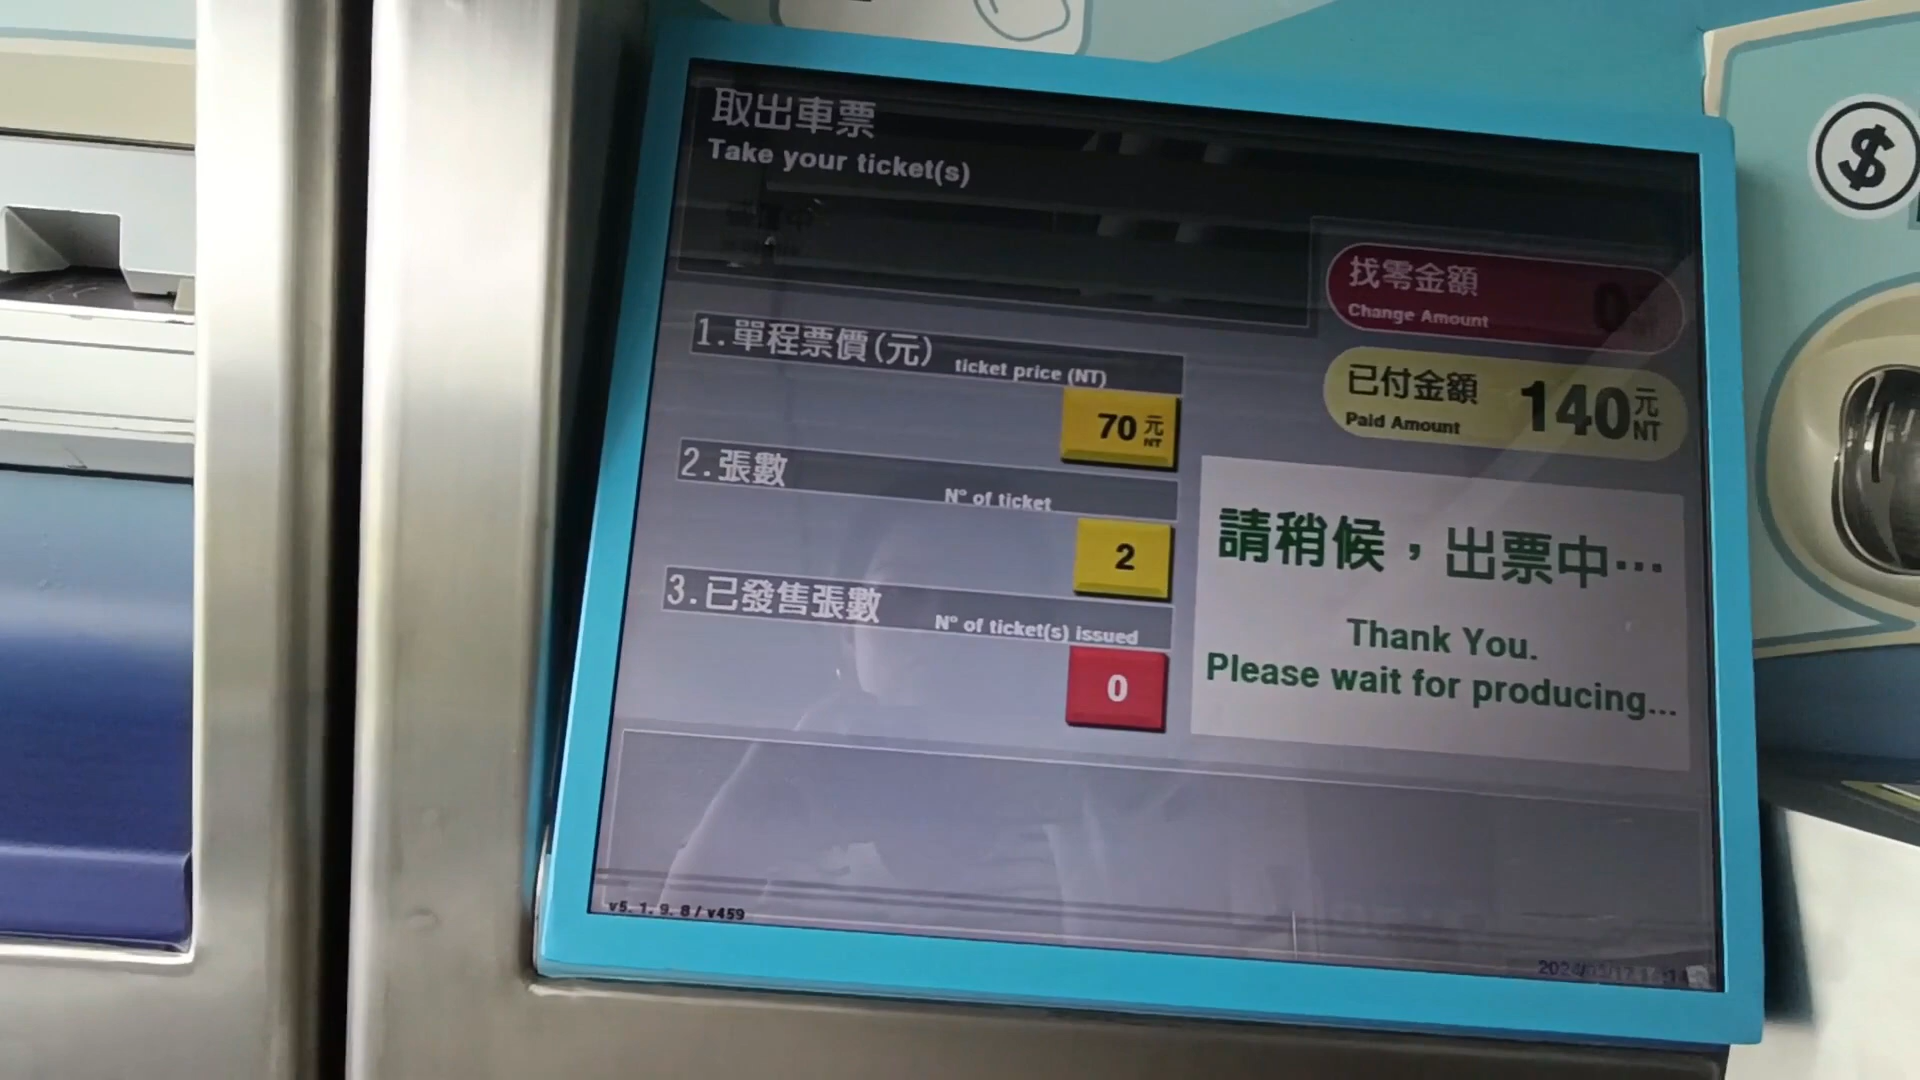 取出車票
Take your ticket(s)
找零金額 0
Change Amount
1.單程票價(元) ticket price (NT)
已付金額 140元
Paid Amount NT
70 元
NT
2.張數 N° of ticket
2
請稍候，出票中…
3.已發售張數 N° of ticket(s) issued
Thank You.
Please wait for producing...
0
v5. 1. 9. 8 / v459
$